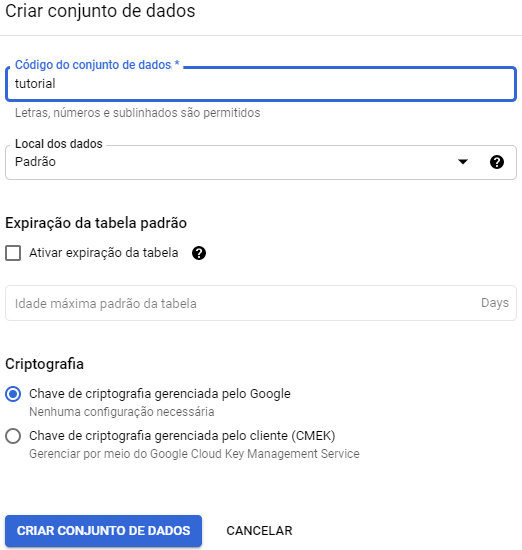 Criar conjunto de dados
Código do conjunto de dados *
tutorial
Letras, números e sublinhados são permitidos
Local dos dados
Padrão
Expiração da tabela padrão
Ativar expiração da tabela
Idade máxima padrão da tabela Days
Criptografia
Chave de criptografia gerenciada pelo Google
Nenhuma configuração necessária
Chave de criptografia gerenciada pelo cliente (CMEK)
Gerenciar por meio do Google Cloud Key Management Service
CRIAR CONJUNTO DE DADOS CANCELAR